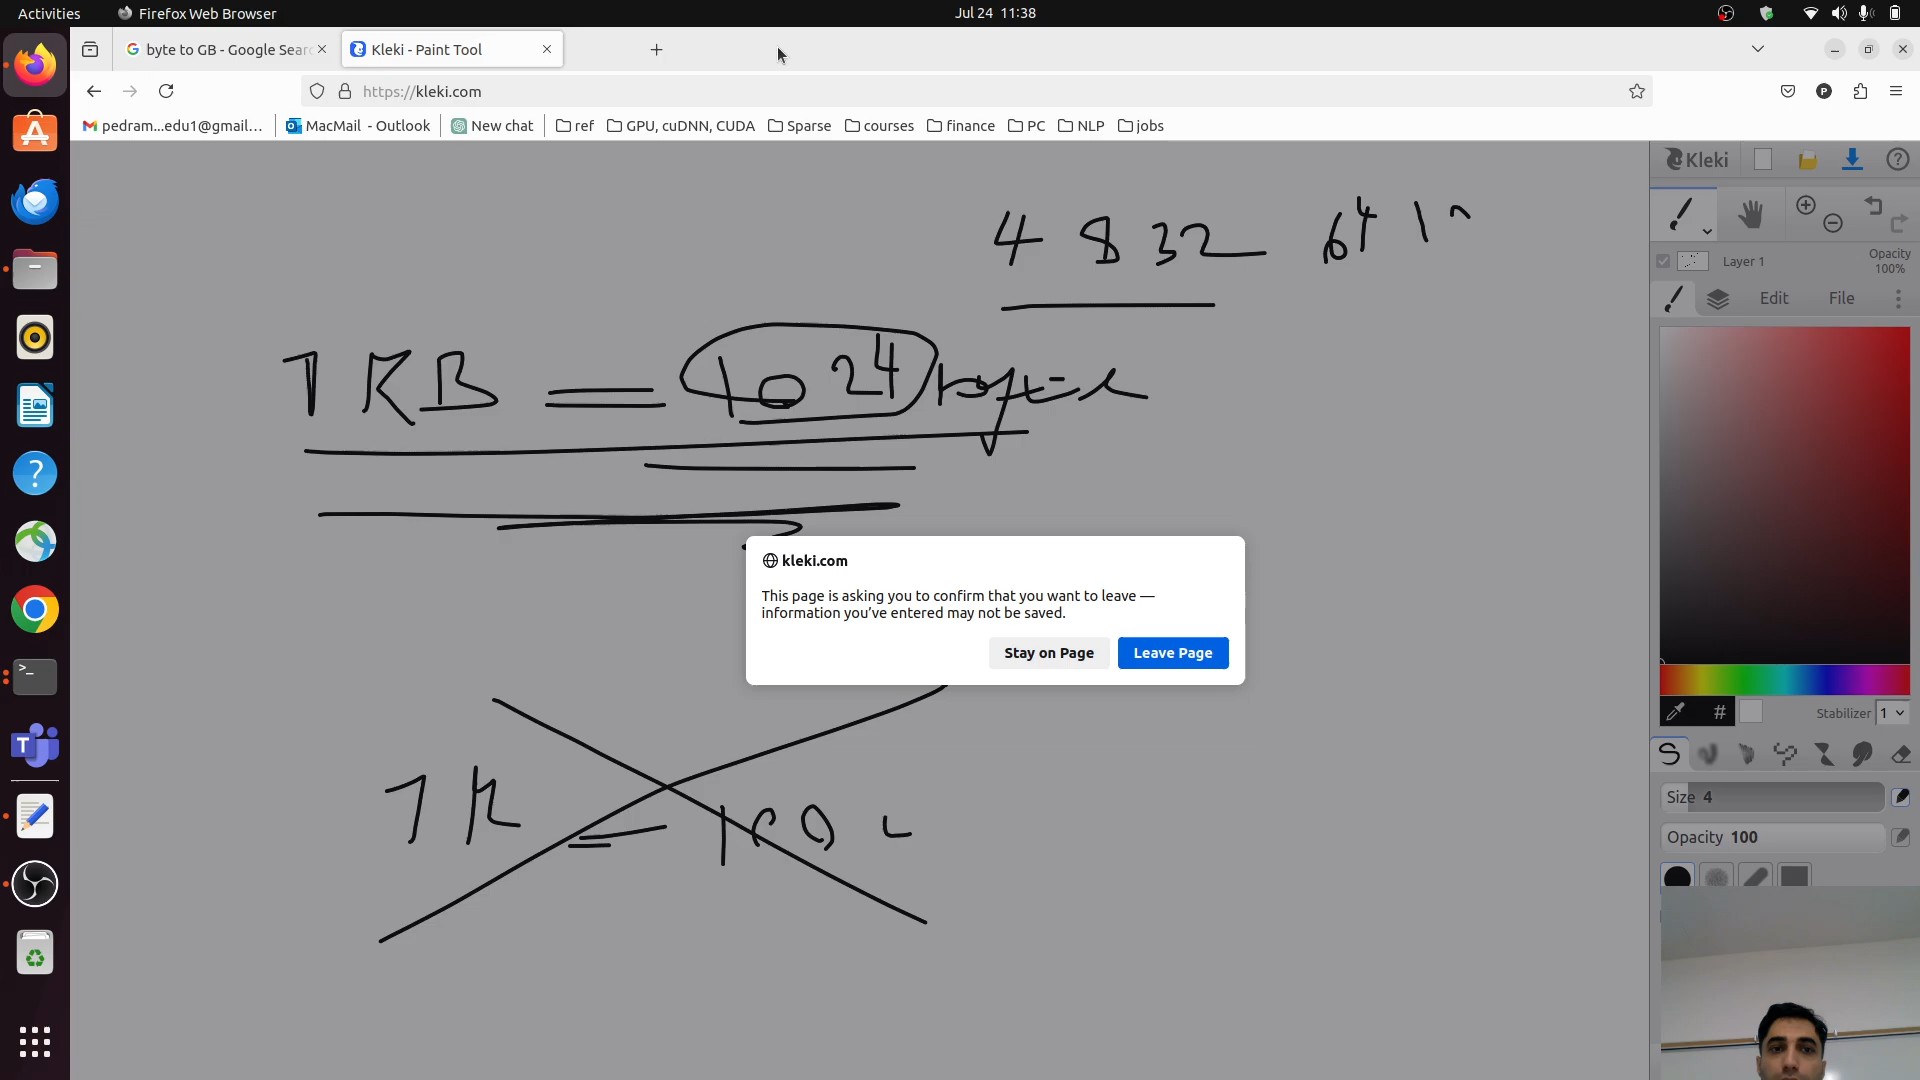 Activities Firefox Web Browser Jul 24 11:38
byte to GB - Google Sear Kleki - Paint Tool
https://kleki.com
pedram...edu1@gmail... MacMail - Outlook New chat ref GPU, cuDNN, CUDA Sparse courses finance PC NLP jobs
Kleki
4 8 32 64 1
Layer 1 Opacity
100%
Edit File
1 KB = 1024 byte
kleki.com
This page is asking you to confirm that you want to leave —
information you've entered may not be saved.
Stay on Page Leave Page
Stabilizer 1
1 K = 100
Size 4
Opacity 100